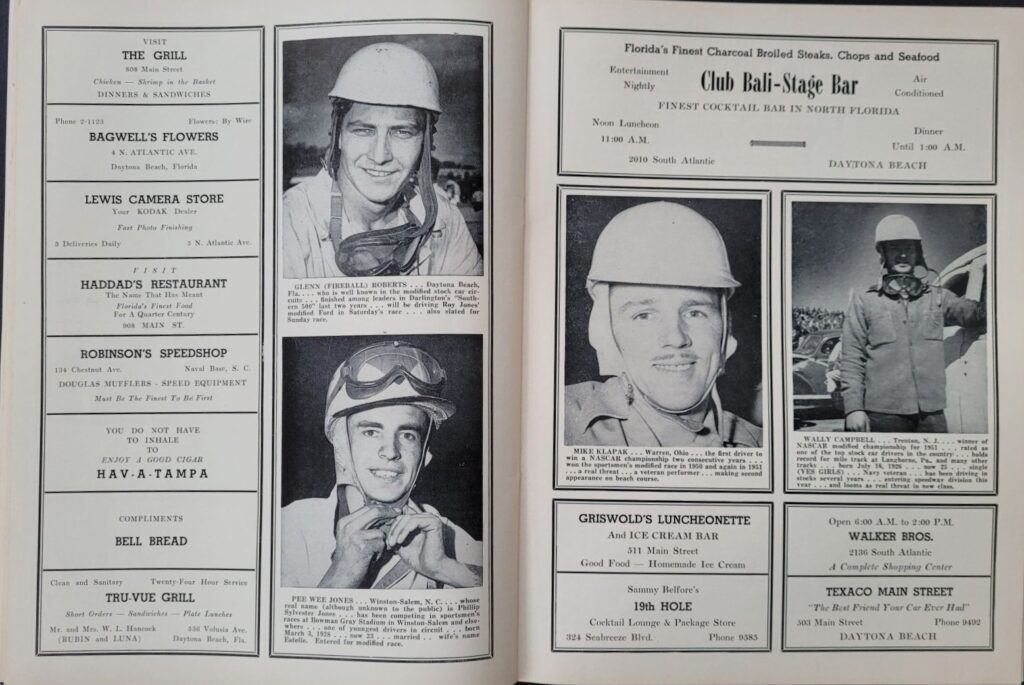 VISIT
THE GRILL
808 Main Street
Chicken — Shrimp in the Basket
DINNERS & SANDWICHES
Phone 2-1123 Flowers: By Wire
BAGWELL'S FLOWERS
4 N. ATLANTIC AVE.
Daytona Beach, Florida
LEWIS CAMERA STORE
Your KODAK Dealer
Fast Photo Finishing
3 Deliveries Daily 5 N. Atlantic Ave.
VISIT
HADDAD'S RESTAURANT
The Name That Has Meant
Florida's Finest Food
For A Quarter Century
908 MAIN ST.
ROBINSON'S SPEEDSHOP
134 Chestnut Ave. Naval Base, S. C.
DOUGLAS MUFFLERS - SPEED EQUIPMENT
Must Be The Finest To Be First
YOU DO NOT HAVE
TO INHALE
TO
ENJOY A GOOD CIGAR
HAV-A-TAMPA
COMPLIMENTS
BELL BREAD
Clean and Sanitory Twenty-Four Hour Service
TRU-VUE GRILL
Short Orders — Sandwiches — Plate Lunches
Mr. and Mrs. W. L. Hancock 536 Volusia Ave.
(RUBIN and LUNA) Daytona Beach, Fla.
GLENN (FIREBALL) ROBERTS . . . Daytona Beach,
Fla. . . . who is well known in the modified stock car cir-
cuits . . . finished among leaders in Darlington's "South-
ern 500" last two years . . . will be driving Roy Jones'
modified Ford in Saturday's race . . . also slated for
Sunday race.
PEE WEE JONES . . . Winston-Salem, N. C. . . . whose
real name (although unknown to the public) is Phillip
Sylvester Jones . . . has been competing in sportsmen's
races at Bowman Gray Stadium in Winston-Salem and else-
where . . . one of youngest drivers in circuit . . . born
March 3, 1928 . . . now 23 . . . married . . wife's name
Estelle. Entered for modified race.
Florida's Finest Charcoal Broiled Steaks, Chops and Seafood
Entertainment
Nightly
Club Bali-Stage Bar
Air
Conditioned
FINEST COCKTAIL BAR IN NORTH FLORIDA
Noon Luncheon
11:00 A.M.
Dinner
Until 1:00 A.M.
2010 South Atlantic DAYTONA BEACH
MIKE KLAPAK . . . Warren, Ohio . . . the first driver to
win a NASCAR championship two consecutive years . . .
won the sportsmen's modified race in 1950 and again in 1951
. . . a real threat . . . a veteran performer . . . making second
appearance on beach course.
WALLY CAMPBELL . . . Trenton, N. J. . . . winner of
NASCAR modified championship for 1951 . . . rated as
one of the top stock car drivers in the country . . . holds
record for mile track at Langhorne, Pa., and many other
tracks . . . born July 16, 1926 . . . now 25 . . . single
(YES GIRLS) . . . Navy veteran . . . has been driving in
stocks several years . . . entering speedway division this
year . . . and looms as real threat in new class.
GRISWOLD'S LUNCHEONETTE
And ICE CREAM BAR
511 Main Street
Good Food — Homemade Ice Cream
Sammy Belfore's
19th HOLE
Cocktail Lounge & Package Store
324 Seabreeze Blvd. Phone 9585
Open 6:00 A.M. to 2:00 P.M.
WALKER BROS.
2136 South Atlantic
A Complete Shopping Center
TEXACO MAIN STREET
"The Best Friend Your Car Ever Had"
503 Main Street Phone 9492
DAYTONA BEACH